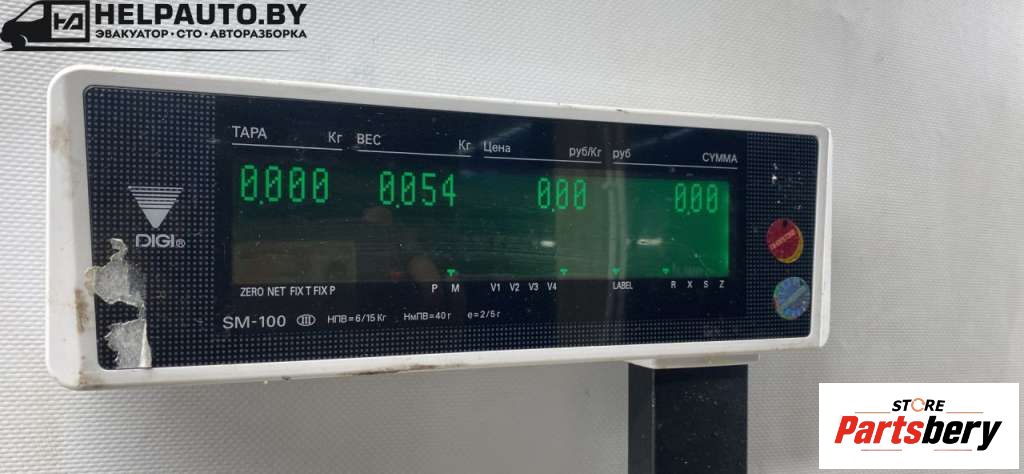 HELPAUTO.BY
ЭВАКУАТОР•СТО•АВТОРАЗБОРКА
ТАРА Кг ВЕС Кг Цена руб/Кг руб СУММА
0.000 0.054 0.00 0.00
DIGI®
ZERO NET FIX T FIX P P M V1 V2 V3 V4 LABEL R X S Z
SM-100 III НПВ=6/15 Кг НмПВ=40 г e=2/5 г
STORE
Partsbery